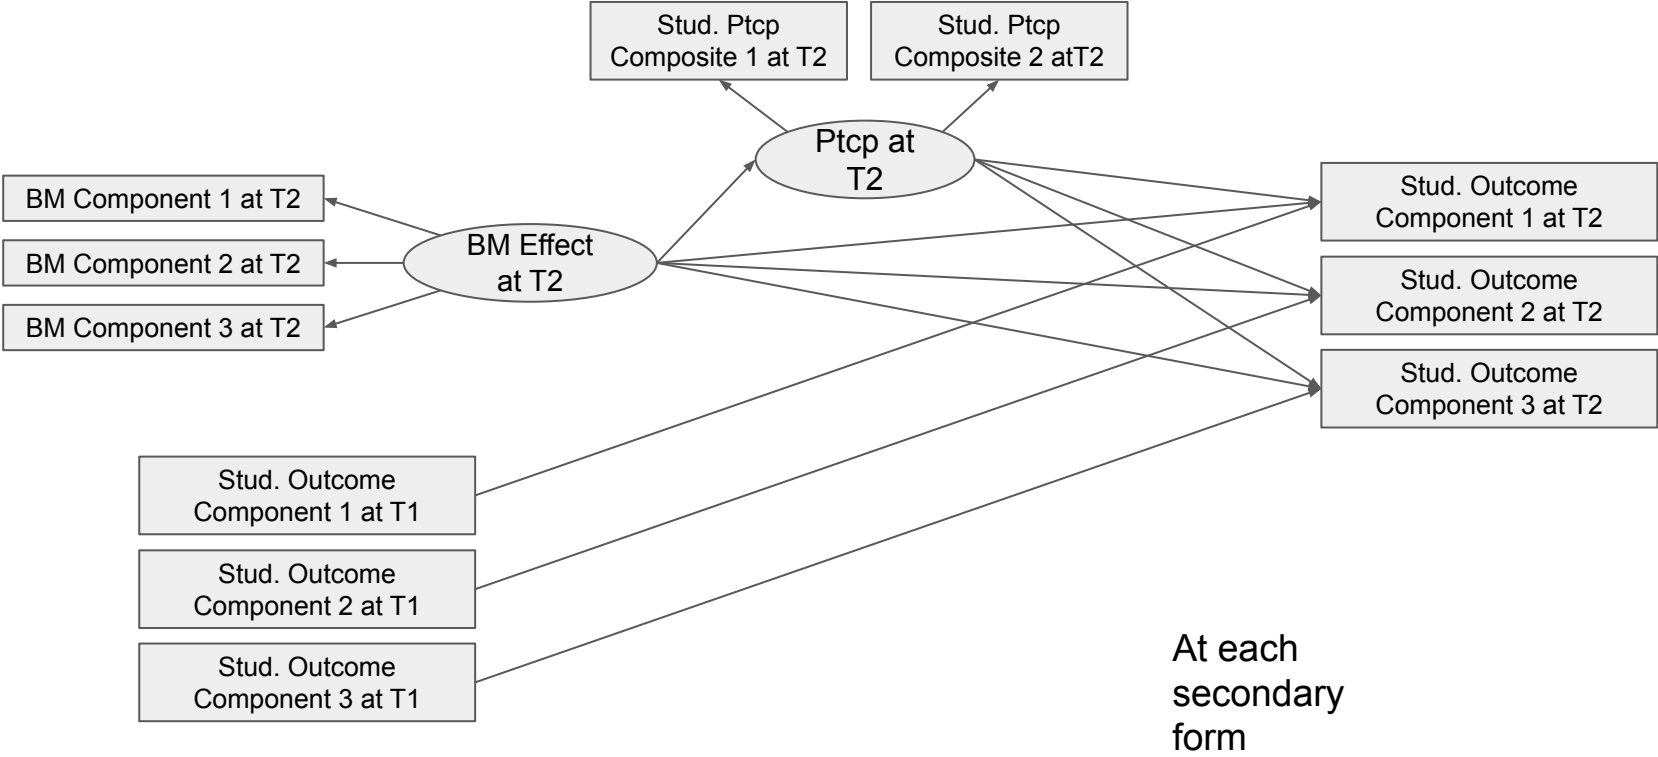 Stud. Ptcp
Composite 1 at T2
Stud. Ptcp
Composite 2 atT2
Ptcp at
T2
BM Component 1 at T2
BM Component 2 at T2
BM Component 3 at T2
BM Effect
at T2
Stud. Outcome
Component 1 at T2
Stud. Outcome
Component 2 at T2
Stud. Outcome
Component 3 at T2
Stud. Outcome
Component 1 at T1
Stud. Outcome
Component 2 at T1
Stud. Outcome
Component 3 at T1
At each
secondary
form